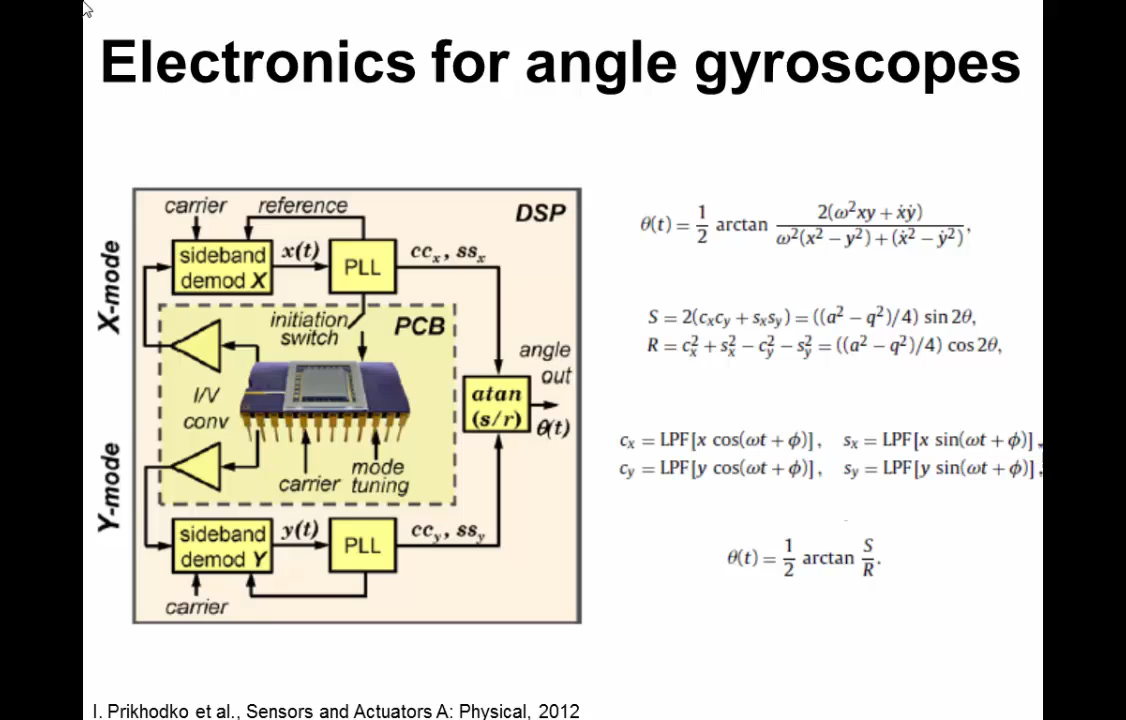 Electronics for angle gyroscopes
carrier
reference
DSP
X-mode
sideband
demod X
x(t)
PLL
cc_x, ss_x
initiation
switch
PCB
I/V
conv
carrier
mode
tuning
angle
out
atan
(s/r)
θ(t)
Y-mode
sideband
demod Y
y(t)
PLL
cc_y, ss_y
carrier
θ(t) = 1/2 arctan 2(ω²xy + ẋẏ) / ω²(x² − y²) + (ẋ² − ẏ²),
S = 2(c_xc_y + s_xs_y) = ((a² − q²)/4) sin 2θ,
R = c_x² + s_x² − c_y² − s_y² = ((a² − q²)/4) cos 2θ,
c_x = LPF[x cos(ωt + ϕ)], s_x = LPF[x sin(ωt + ϕ)],
c_y = LPF[y cos(ωt + ϕ)], s_y = LPF[y sin(ωt + ϕ)],
θ(t) = 1/2 arctan S/R.
I. Prikhodko et al., Sensors and Actuators A: Physical, 2012